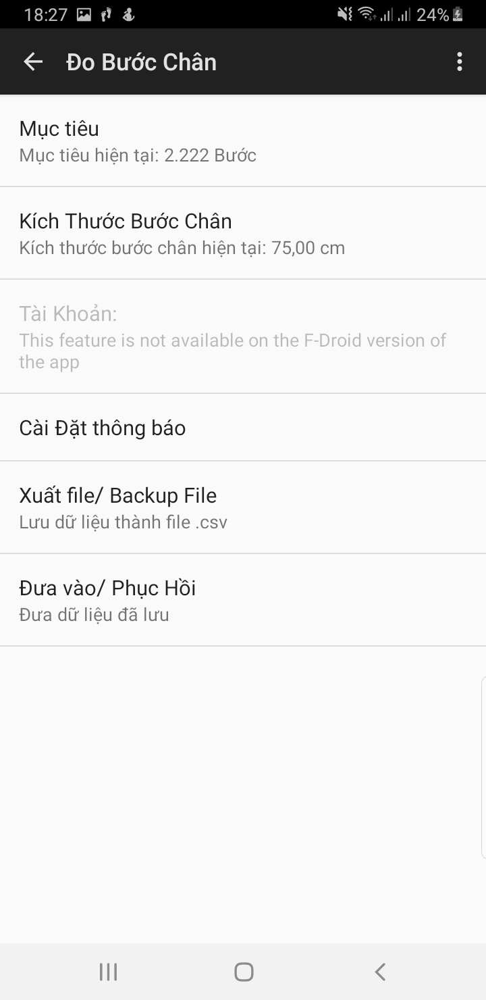 18:27
24%
Đo Bước Chân
Mục tiêu
Mục tiêu hiện tại: 2.222 Bước
Kích Thước Bước Chân
Kích thước bước chân hiện tại: 75,00 cm
Tài Khoản:
This feature is not available on the F-Droid version of
the app
Cài Đặt thông báo
Xuất file/ Backup File
Lưu dữ liệu thành file .csv
Đưa vào/ Phục Hồi
Đưa dữ liệu đã lưu